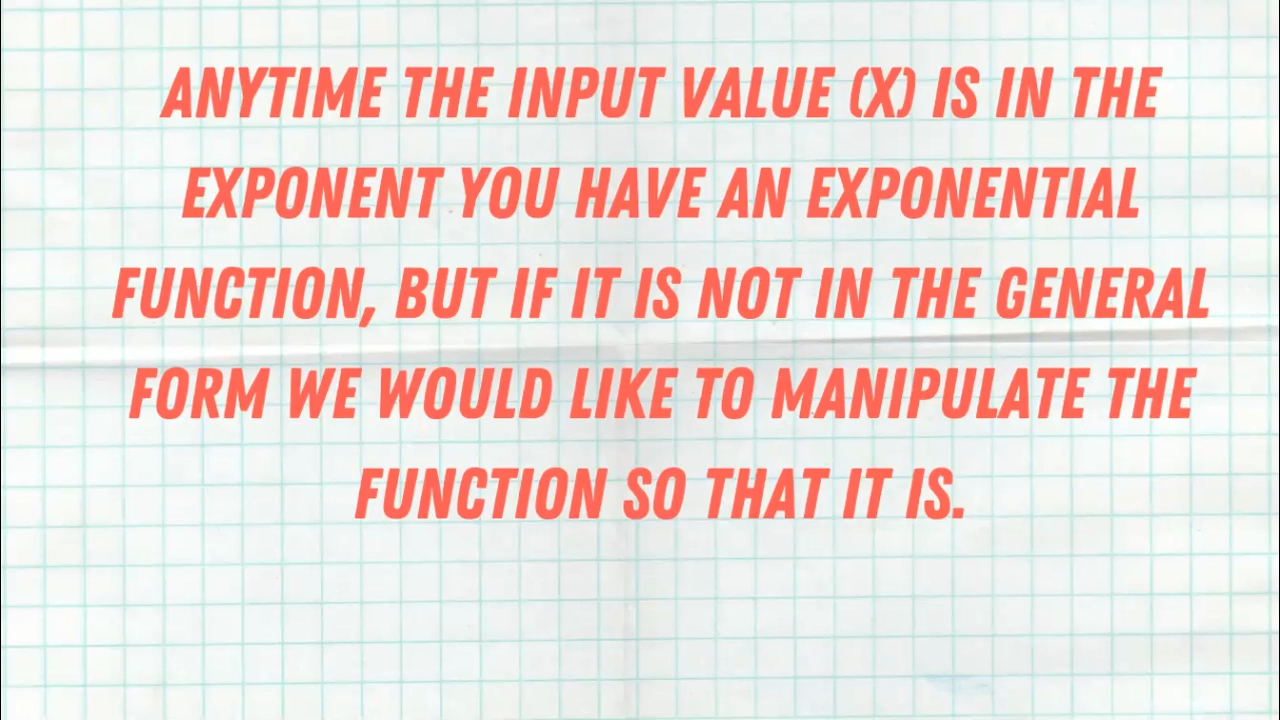 ANYTIME THE INPUT VALUE (X) IS IN THE
EXPONENT YOU HAVE AN EXPONENTIAL
FUNCTION, BUT IF IT IS NOT IN THE GENERAL
FORM WE WOULD LIKE TO MANIPULATE THE
FUNCTION SO THAT IT IS.